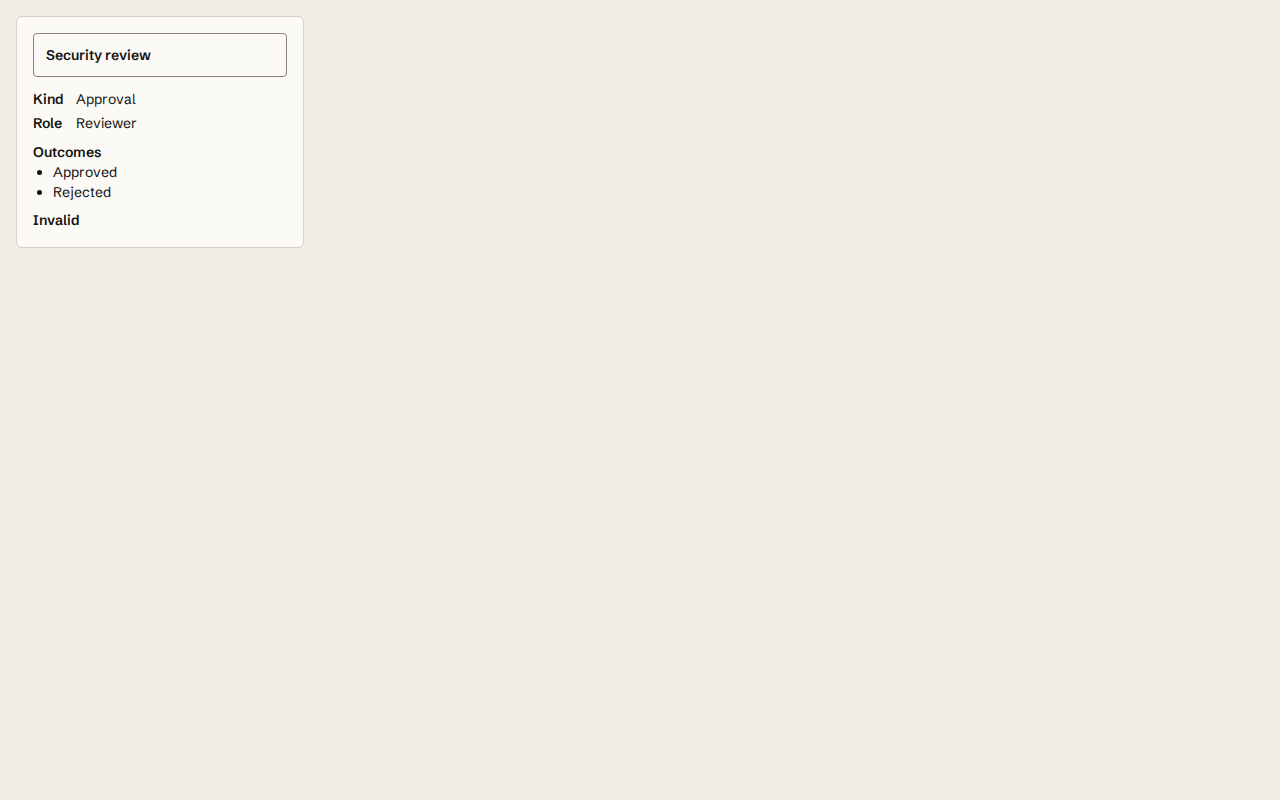 Security review
Kind Approval
Role Reviewer
Outcomes
Approved
Rejected
Invalid